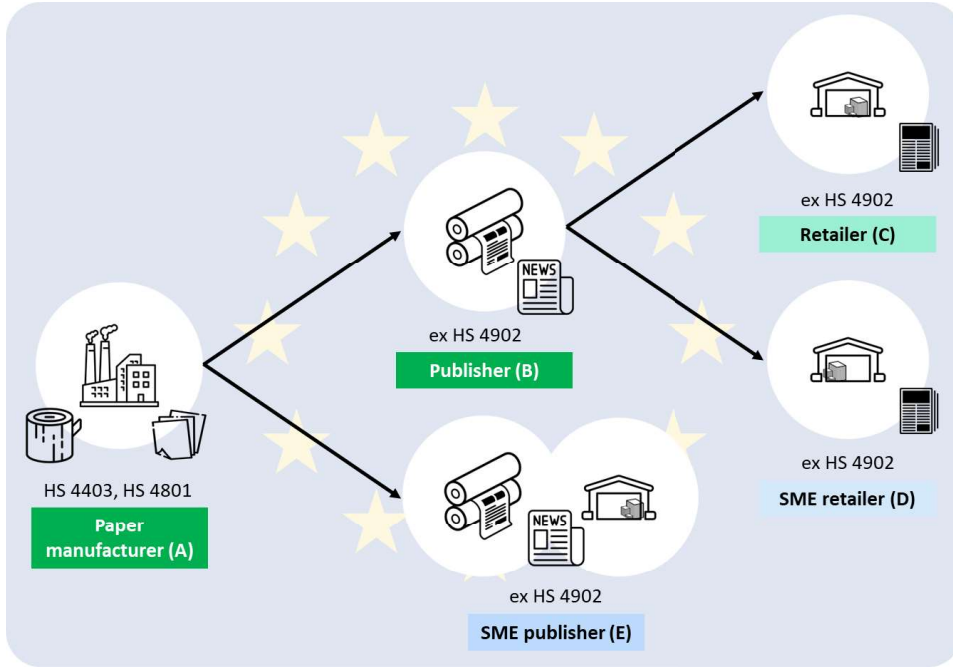 ex HS 4902
Retailer (C)
NEWS
ex HS 4902
Publisher (B)
HS 4403, HS 4801
Paper
manufacturer (A)
ex HS 4902
SME retailer (D)
NEWS
ex HS 4902
SME publisher (E)